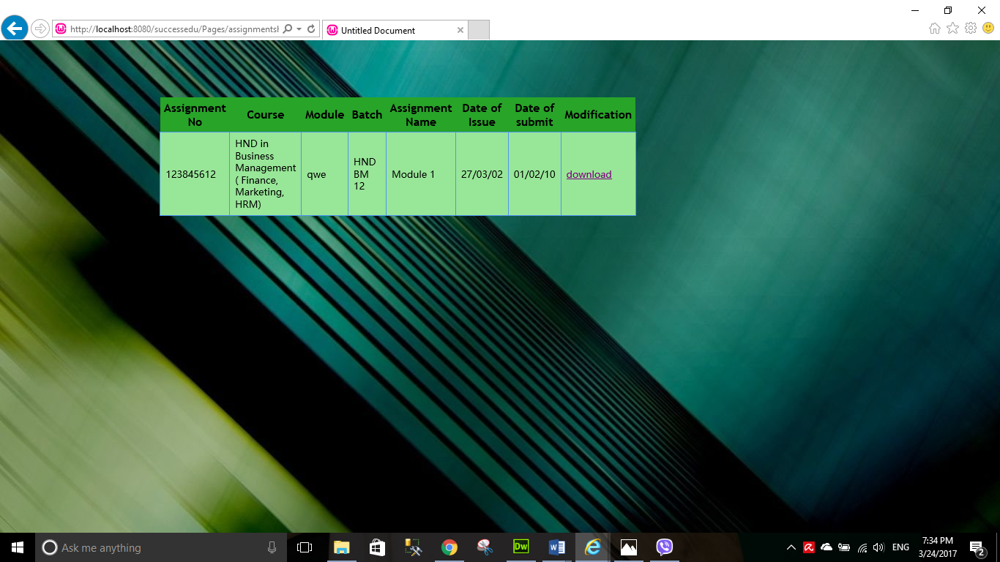 http://localhost:8080/successedu/Pages/assignmentsl
Untitled Document
Assignment No
Course
Module
Batch
Assignment Name
Date of Issue
Date of submit
Modification
123845612
HND in
Business
Management
( Finance,
Marketing,
HRM)
qwe
HND
BM
12
Module 1
27/03/02
01/02/10
download
Ask me anything
Dw
ENG
7:34 PM
3/24/2017
2